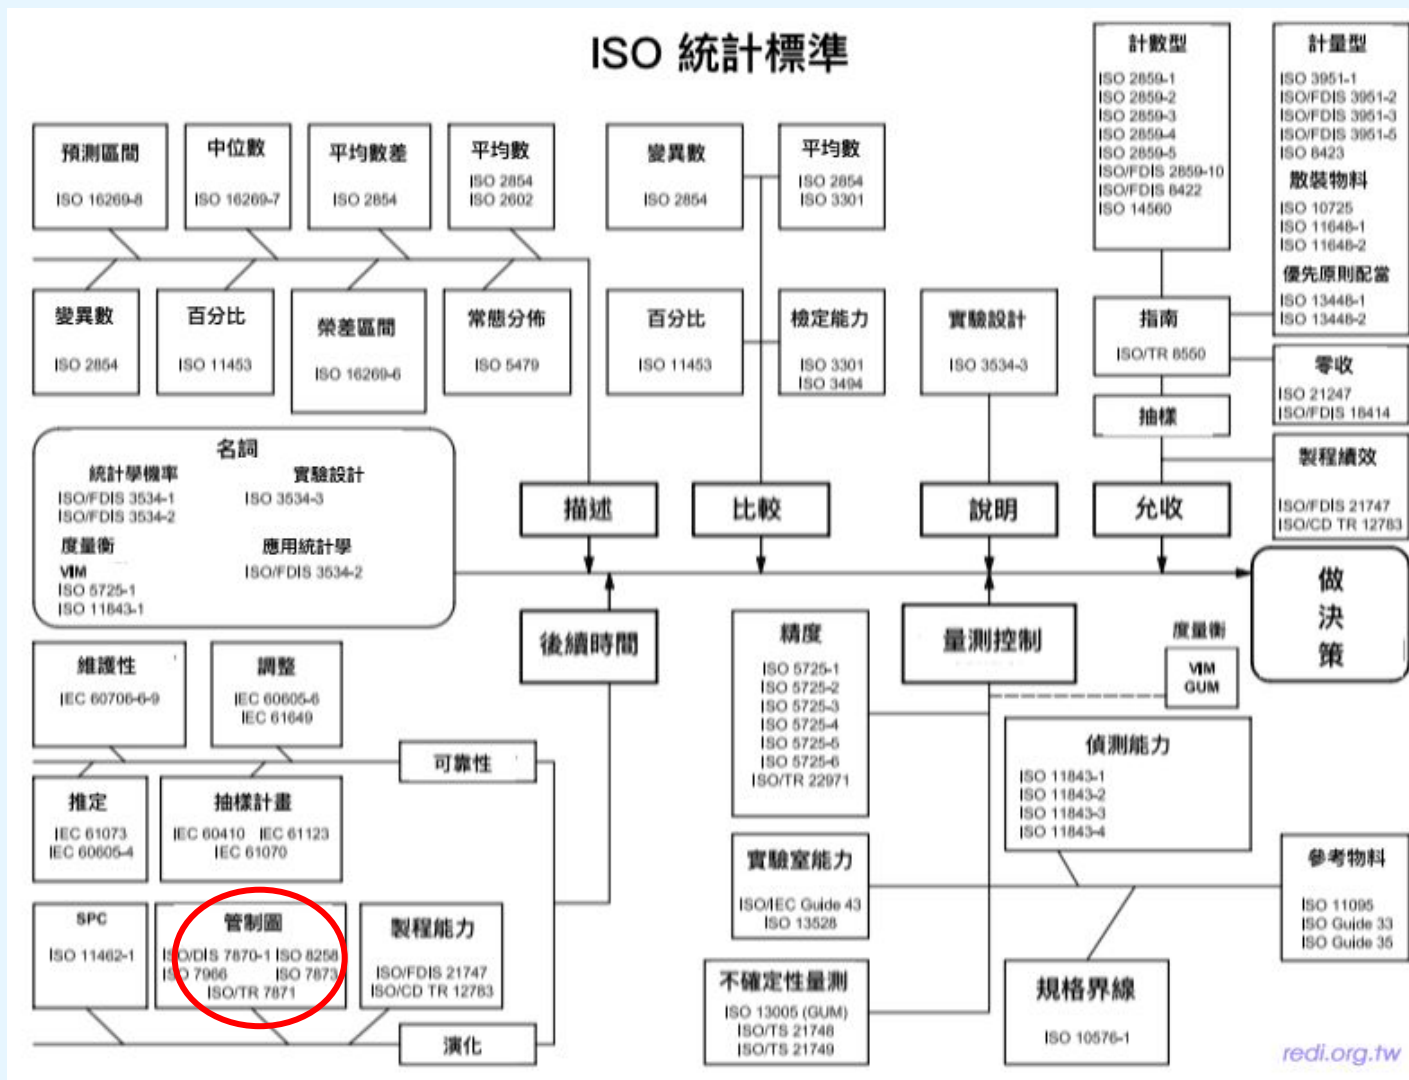 ISO 統計標準
計數型
ISO 2859-1
ISO 2859-2
ISO 2859-3
ISO 2859-4
ISO 2859-5
ISO/FDIS 2859-10
ISO/FDIS 8422
ISO 14560
計量型
ISO 3951-1
ISO/FDIS 3951-2
ISO/FDIS 3951-3
ISO/FDIS 3951-5
ISO 8423
散裝物料
ISO 10725
ISO 11648-1
ISO 11648-2
優先原則配當
ISO 13448-1
ISO 13448-2
預測區間
ISO 16269-8
中位數
ISO 16269-7
平均數差
ISO 2854
平均數
ISO 2854
ISO 2602
變異數
ISO 2854
平均數
ISO 2854
ISO 3301
變異數
ISO 2854
百分比
ISO 11453
榮差區間
ISO 16269-6
常態分佈
ISO 5479
百分比
ISO 11453
檢定能力
ISO 3301
ISO 3494
實驗設計
ISO 3534-3
指南
ISO/TR 8550
零收
ISO 21247
ISO/FDIS 18414
抽樣
製程績效
ISO/FDIS 21747
ISO/CD TR 12783
名詞
統計學機率
ISO/FDIS 3534-1
ISO/FDIS 3534-2
實驗設計
ISO 3534-3
度量衡
VIM
ISO 5725-1
ISO 11843-1
應用統計學
ISO/FDIS 3534-2
描述
比較
說明
允收
做
決
策
後續時間
精度
ISO 5725-1
ISO 5725-2
ISO 5725-3
ISO 5725-4
ISO 5725-5
ISO 5725-6
ISO/TR 22971
量測控制
度量衡
VIM
GUM
維護性
IEC 60706-6-9
調整
IEC 60605-6
IEC 61649
可靠性
推定
IEC 61073
IEC 60605-4
抽樣計畫
IEC 60410 IEC 61123
IEC 61070
偵測能力
ISO 11843-1
ISO 11843-2
ISO 11843-3
ISO 11843-4
實驗室能力
ISO/IEC Guide 43
ISO 13528
參考物料
ISO 11095
ISO Guide 33
ISO Guide 35
SPC
ISO 11462-1
管制圖
ISO/DIS 7870-1 ISO 8258
ISO 7966 ISO 7873
ISO/TR 7871
製程能力
ISO/FDIS 21747
ISO/CD TR 12783
不確定性量測
ISO 13005 (GUM)
ISO/TS 21748
ISO/TS 21749
規格界線
ISO 10576-1
演化
redi.org.tw